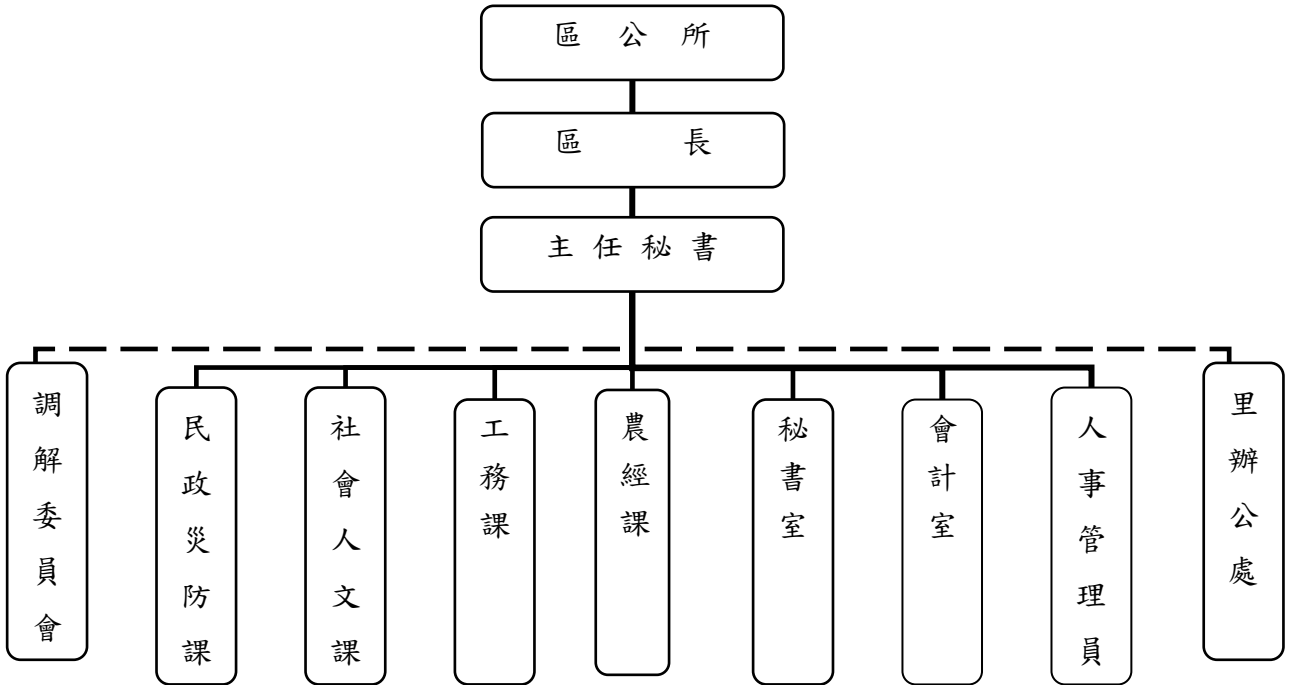 區公所
區長
主任秘書
調解委員會
民政災防課
社會人文課
工務課
農經課
秘書室
會計室
人事管理員
里辦公處